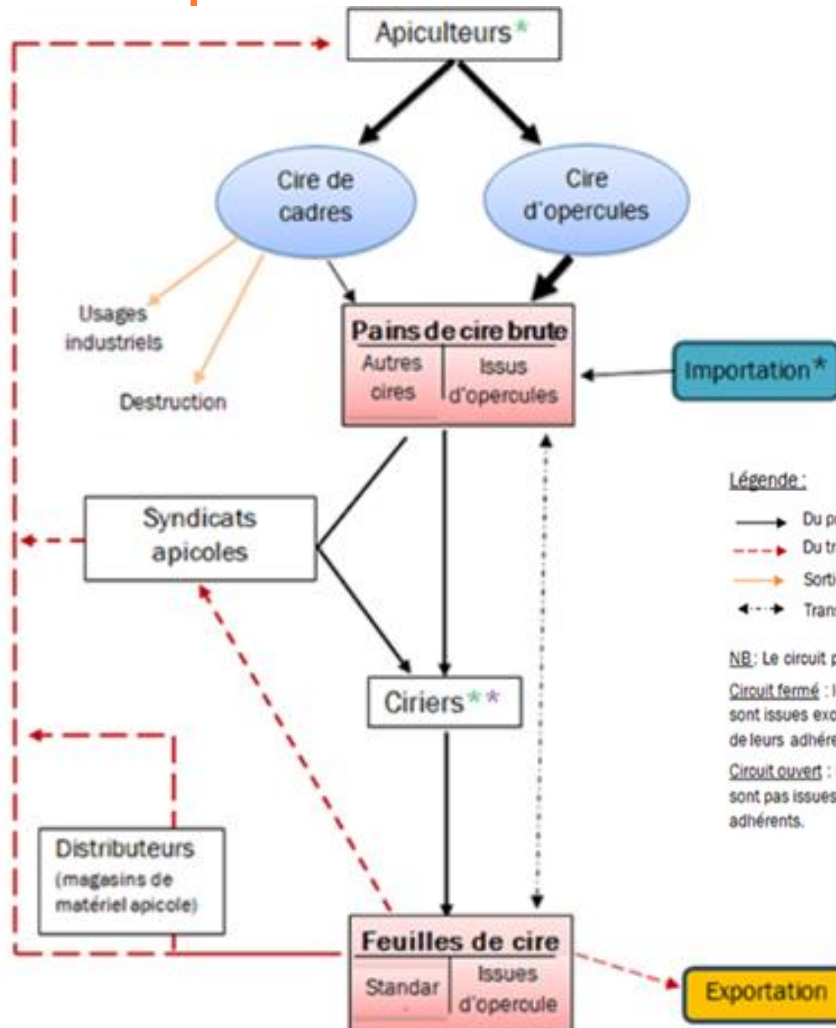 Apiculteurs*
Cire de
cadres
Cire
d'opercules
Usages
industriels
Destruction
Pains de cire brute
Autres
cires
Issus
d'opercules
Importation*
Légende :
Du p
Du tr
Sorti
Trans
NB : Le circuit p
Circuit fermé : l
sont issues exc
de leurs adhére
Circuit ouvert :
sont pas issues
adhérents.
Syndicats
apicoles
Ciriers**
Distributeurs
(magasins de
matériel apicole)
Feuilles de cire
Standar
Issues
d'opercule
Exportation